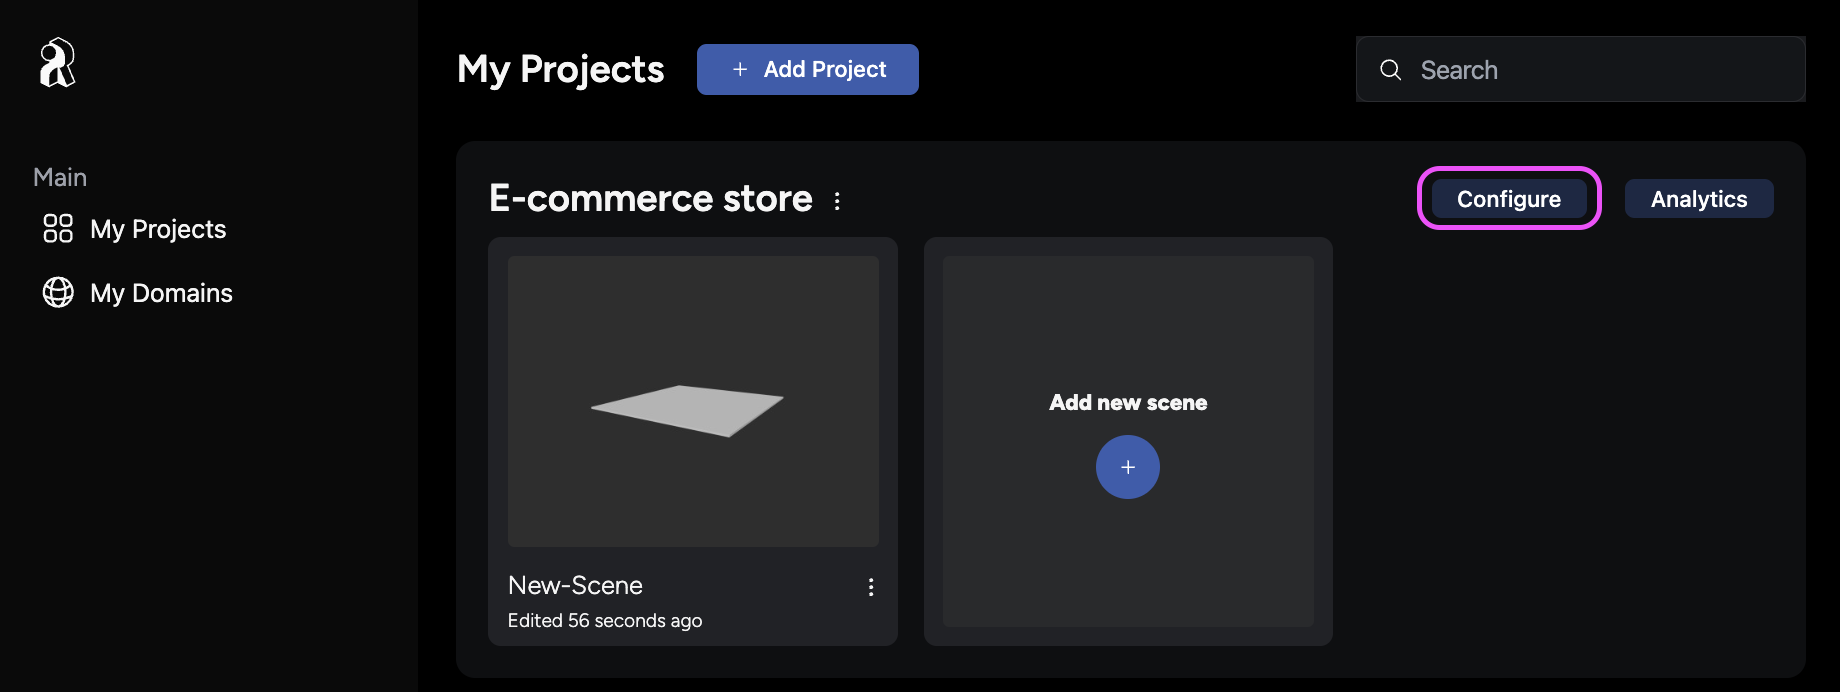 Main
My Projects
My Domains
My Projects
+ Add Project
Search
E-commerce store
Configure
Analytics
New-Scene
Edited 56 seconds ago
Add new scene
+